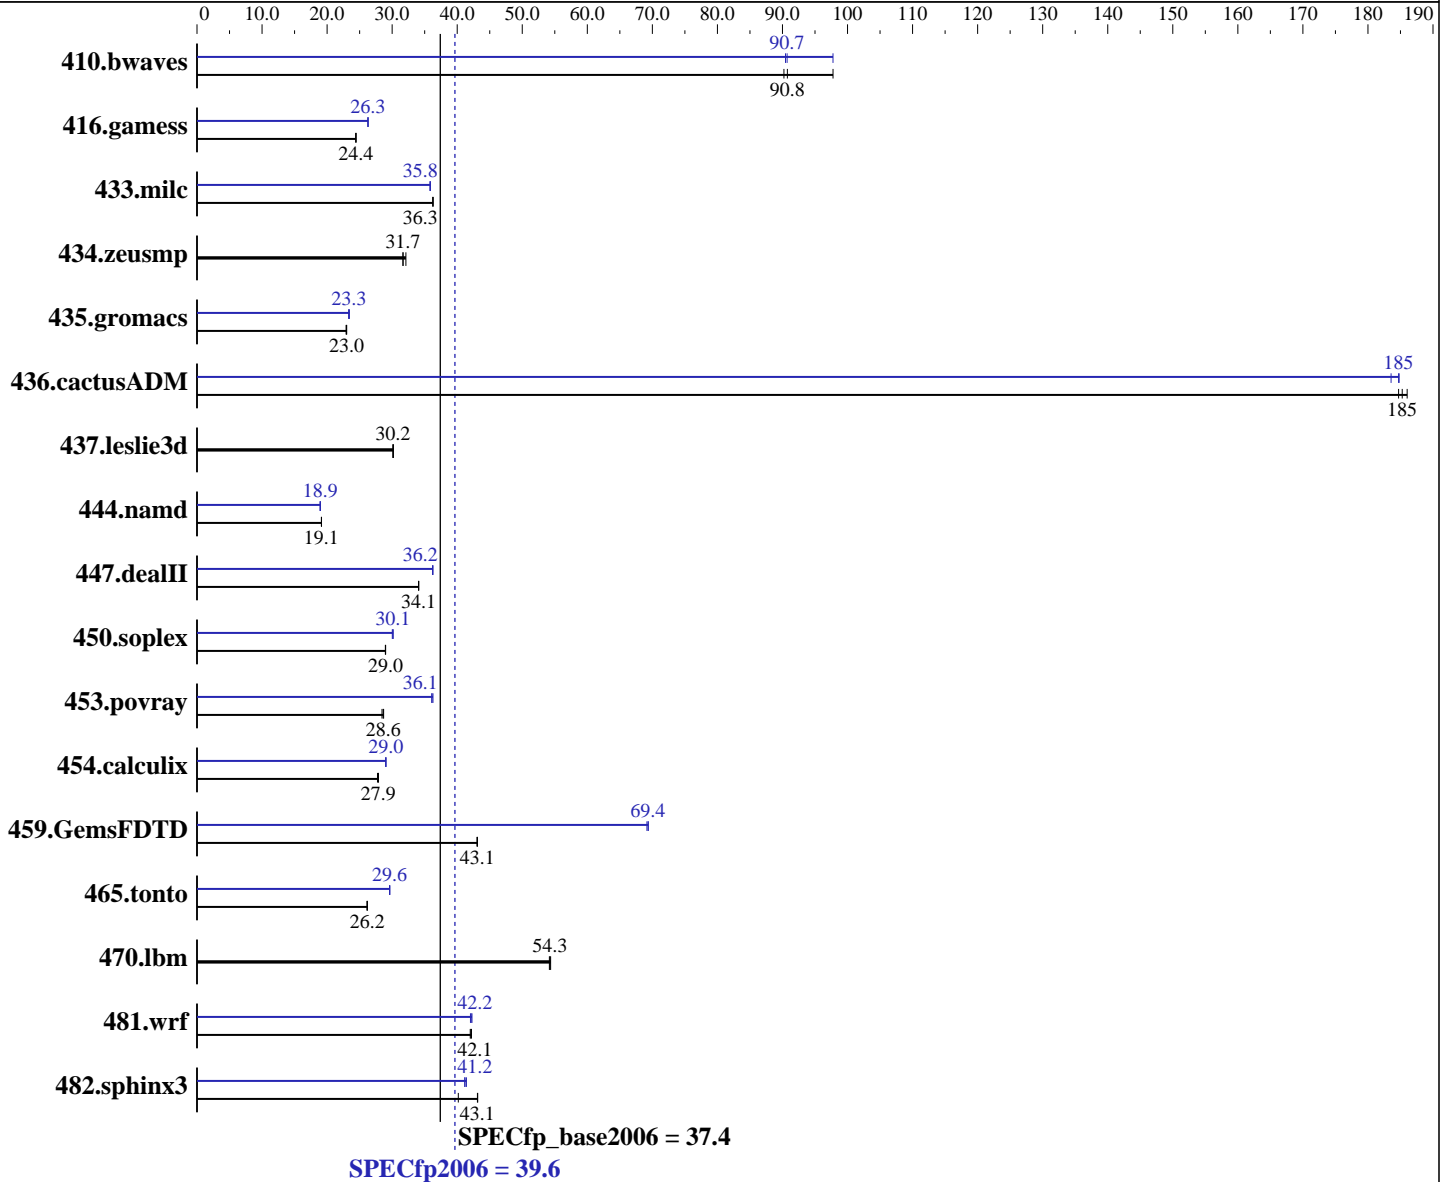 0 10.0 20.0 30.0 40.0 50.0 60.0 70.0 80.0 90.0 100 110 120 130 140 150 160 170 180 190
90.7
410.bwaves
90.8
26.3
416.gamess
24.4
35.8
433.milc
36.3
31.7
434.zeusmp
23.3
435.gromacs
23.0
185
436.cactusADM
185
30.2
437.leslie3d
18.9
444.namd
19.1
36.2
447.dealII
34.1
30.1
450.soplex
29.0
36.1
453.povray
28.6
29.0
454.calculix
27.9
69.4
459.GemsFDTD
43.1
29.6
465.tonto
26.2
54.3
470.lbm
42.2
481.wrf
42.1
41.2
482.sphinx3
43.1
SPECfp_base2006 = 37.4
SPECfp2006 = 39.6